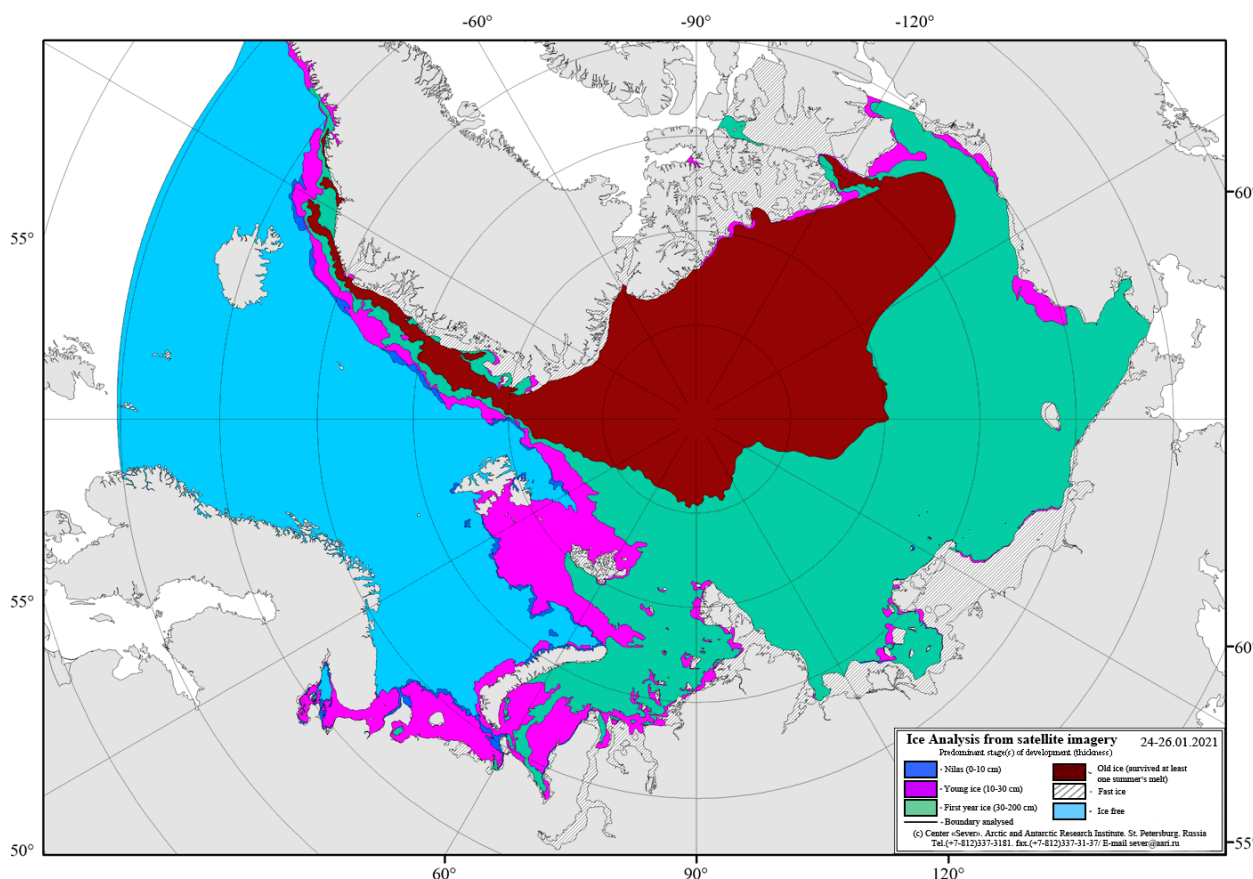 -60° -90° -120°
55°
60°
55°
60°
50°
55°
60° 90° 120°
Ice Analysis from satellite imagery 24-26.01.2021
Predominant stage(s) of development (thickness)
- Nilas (0-10 cm)
- Young ice (10-30 cm)
- First year ice (30-200 cm)
- Boundary analysed
- Old ice (survived at least
one summer's melt)
- Fast ice
- Ice free
(c) Center «Sever». Arctic and Antarctic Research Institute. St. Petersburg. Russia
Tel.(+7-812)337-3181. fax.(+7-812)337-31-37/ E-mail sever@aari.ru